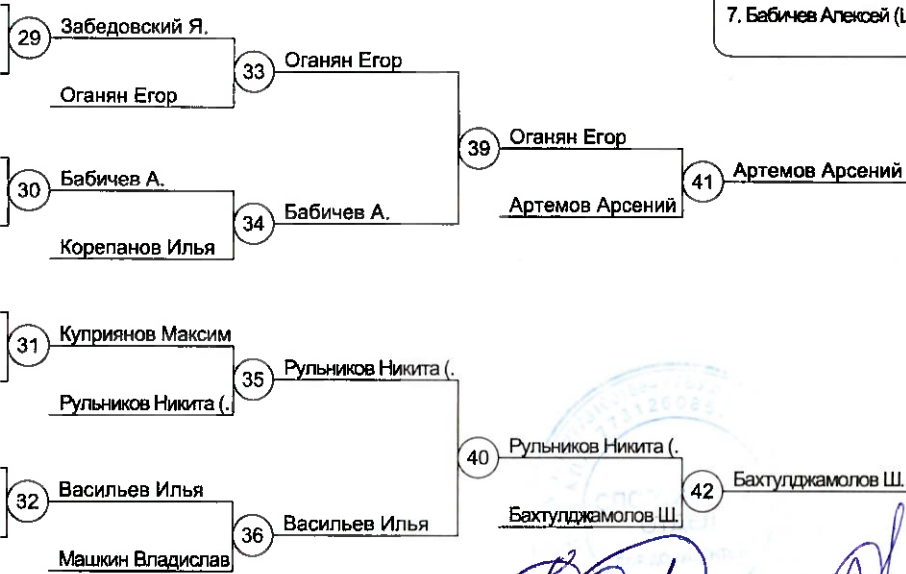 7. Бабичев Алексей (
29 Забедовский Я.
33 Оганян Егор
Оганян Егор
39 Оганян Егор
41 Артемов Арсений
30 Бабичев А.
Артемов Арсений
34 Бабичев А.
Корепанов Илья
31 Куприянов Максим
35 Рульников Никита (.
Рульников Никита (.
40 Рульников Никита (.
42 Бахтулджамолов Ш.
32 Васильев Илья
Бахтулджамолов Ш.
36 Васильев Илья
Машкин Владислав